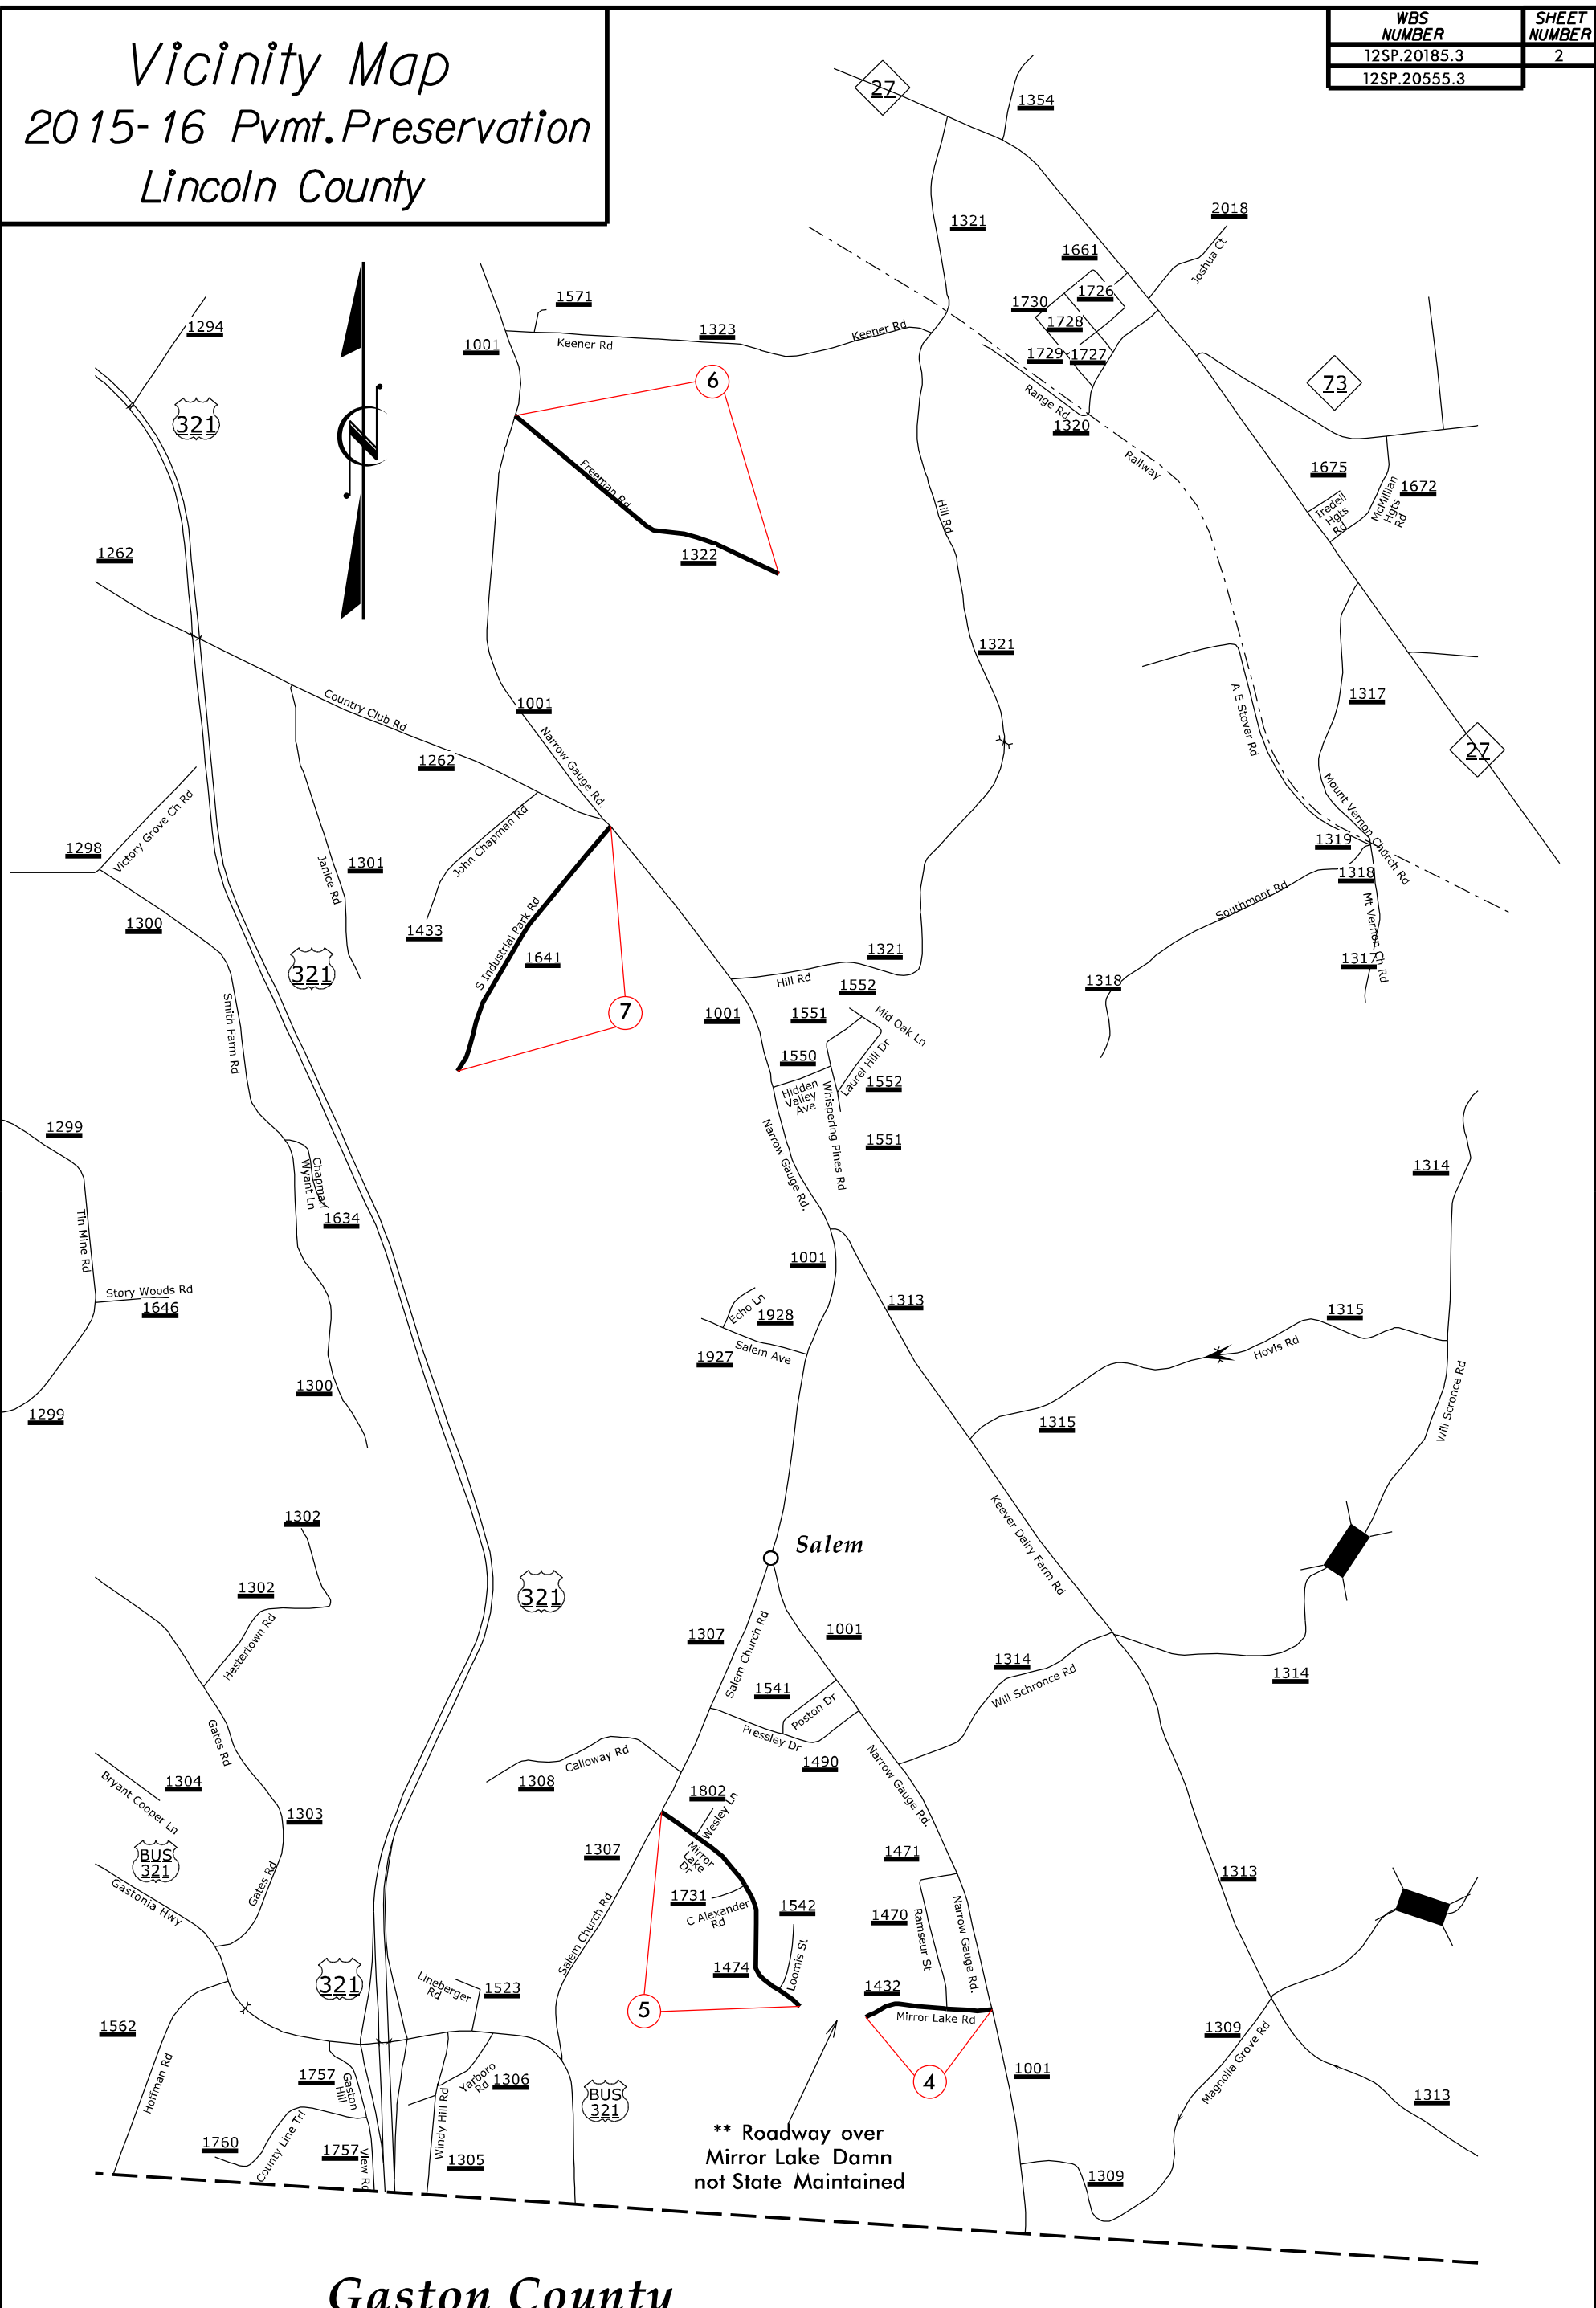 Vicinity Map
2015-16 Pvmt. Preservation
Lincoln County
WBS NUMBER
SHEET NUMBER
12SP.20185.3
2
12SP.20555.3
27
1354
2018
Joshua Ct
1321
1661
1726
1730
1728
1729
1727
1571
1323
Keener Rd
Keener Rd
1001
1294
321
6
73
Range Rd
1320
Railway
1675
Iredell
Hgts
Rd
McMillian
Hgts
Rd
1672
Freeman Rd
1322
Hill Rd
1262
1321
Country Club Rd
1262
1001
Narrow Gauge Rd.
A E Stover Rd
1317
27
Mount Vernon Church Rd
1298
Victory Grove Ch Rd
Janice Rd
1301
John Chapman Rd
1433
1319
1318
1300
S Industrial Park Rd
1641
Southmont Rd
Mt Vernon Ch Rd
1317
1318
321
7
1321
Hill Rd
1552
1001
1551
Mid Oak Ln
1550
Laurel Hill Dr
1552
Hidden
Valley
Ave
Whispering Pines Rd
1551
Smith Farm Rd
Narrow Gauge Rd.
1299
Chapman
Wyant Ln
1634
1314
Tin Mine Rd
Story Woods Rd
1646
1001
1313
1315
Echo Ln
1928
Salem Ave
1927
Hovis Rd
1300
1299
1315
Will Scronce Rd
1302
Salem
Keever Dairy Farm Rd
321
1302
Hestertown Rd
1307
Salem Church Rd
1001
1314
Will Schronce Rd
1314
1541
Poston Dr
Pressley Dr
1490
Gates Rd
Calloway Rd
1308
Narrow Gauge Rd.
1304
Bryant Cooper Ln
1303
1802
Wesley Ln
Mirror
Lake
Dr
BUS
321
1307
1471
1313
Gastonia Hwy
Gates Rd
1731
C Alexander
Rd
1542
1470
Ramseur St
Narrow Gauge Rd.
Salem Church Rd
1474
Loomis St
321
Lineberger
Rd
1523
5
1432
Mirror Lake Rd
1562
1309
Magnolia Grove Rd
Hoffman Rd
1757
Gaston
Hill
Yarboro
Rd
1306
BUS
321
4
1001
1313
Windy Hill Rd
1760
County Line Trl
1757
View Rd
1305
** Roadway over
Mirror Lake Damn
not State Maintained
1309
Gaston County